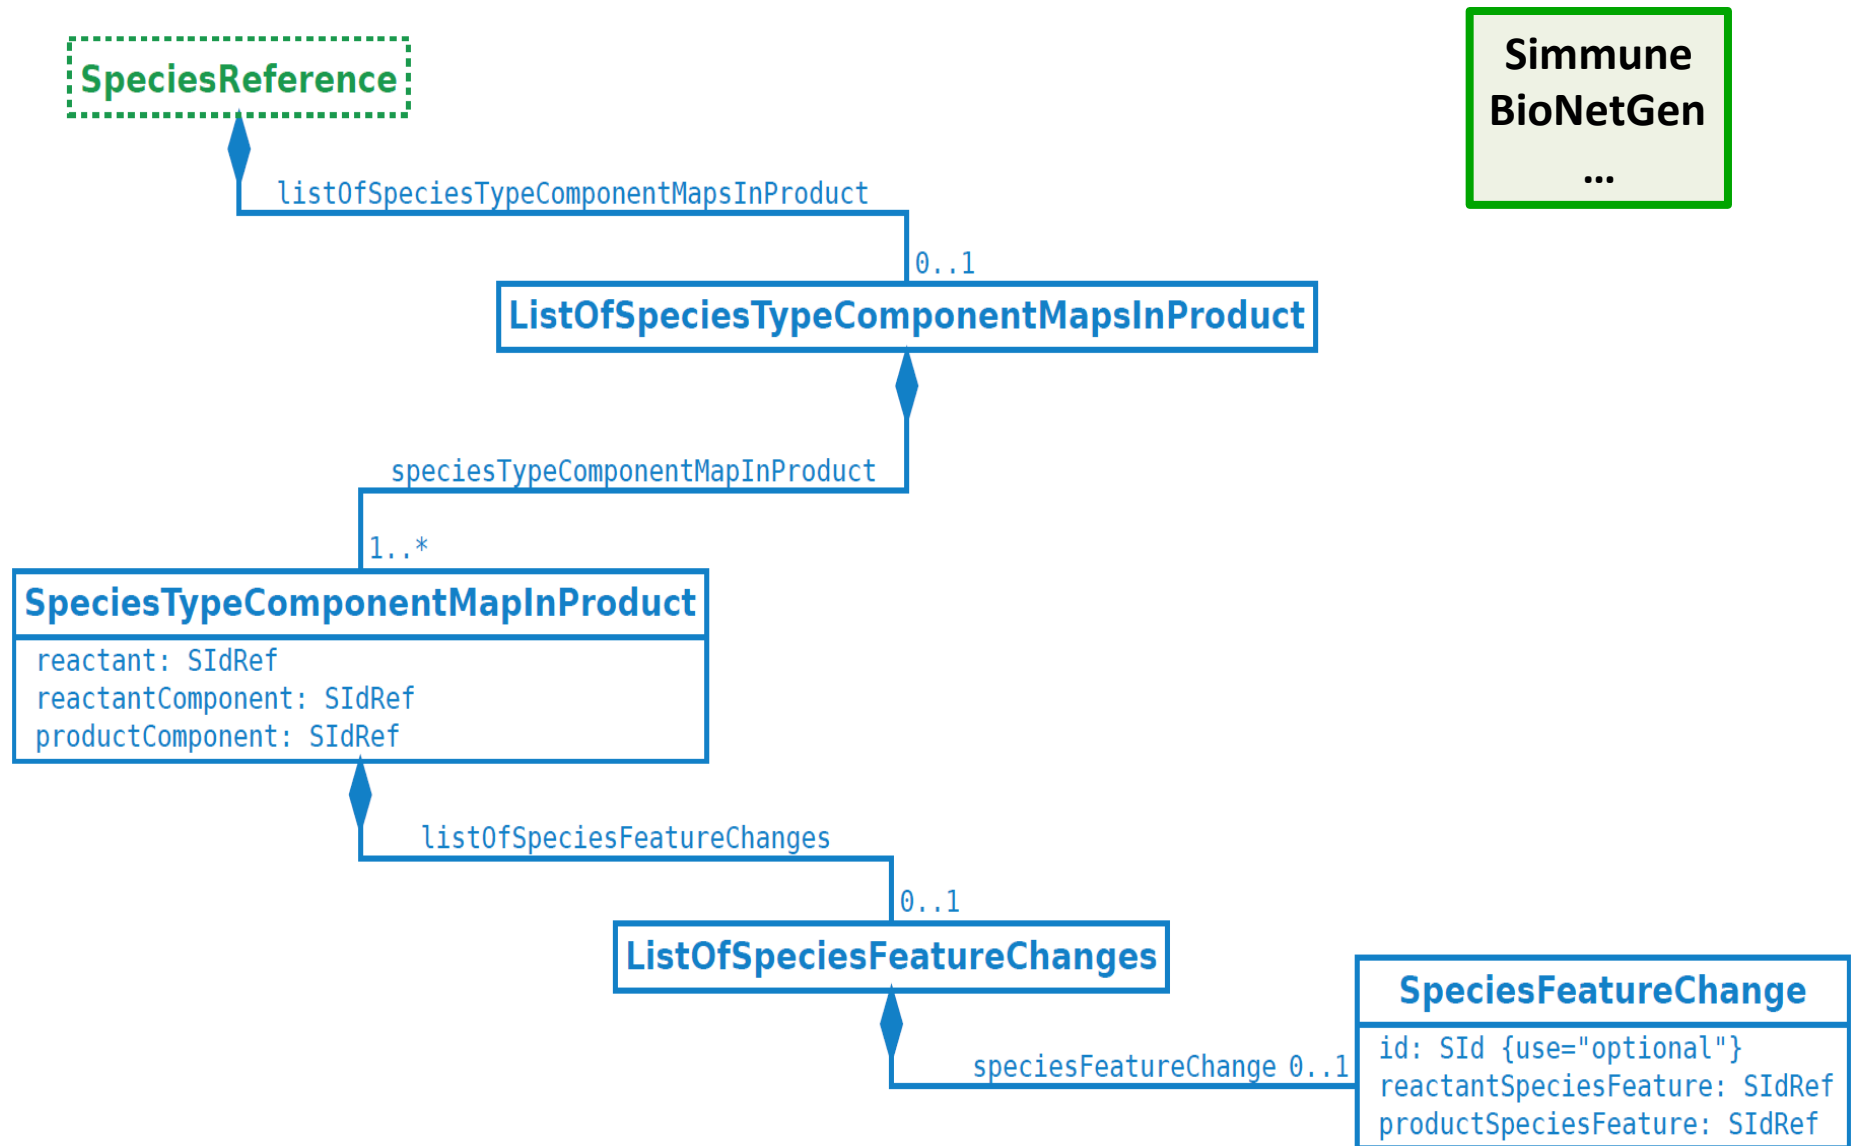 SpeciesReference
Simmune
BioNetGen
...
listOfSpeciesTypeComponentMapsInProduct
0..1
ListOfSpeciesTypeComponentMapsInProduct
speciesTypeComponentMapInProduct
1..*
SpeciesTypeComponentMapInProduct
reactant: SIdRef
reactantComponent: SIdRef
productComponent: SIdRef
listOfSpeciesFeatureChanges
0..1
ListOfSpeciesFeatureChanges
speciesFeatureChange 0..1
SpeciesFeatureChange
id: SId {use="optional"}
reactantSpeciesFeature: SIdRef
productSpeciesFeature: SIdRef